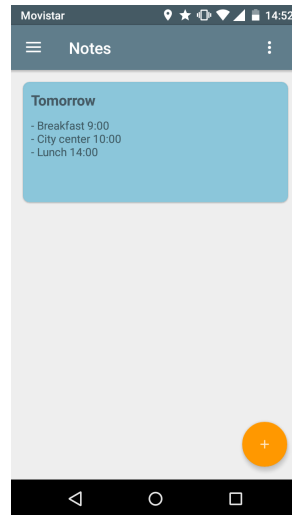 Movistar 14:52
Notes
Tomorrow
- Breakfast 9:00
- City center 10:00
- Lunch 14:00
+